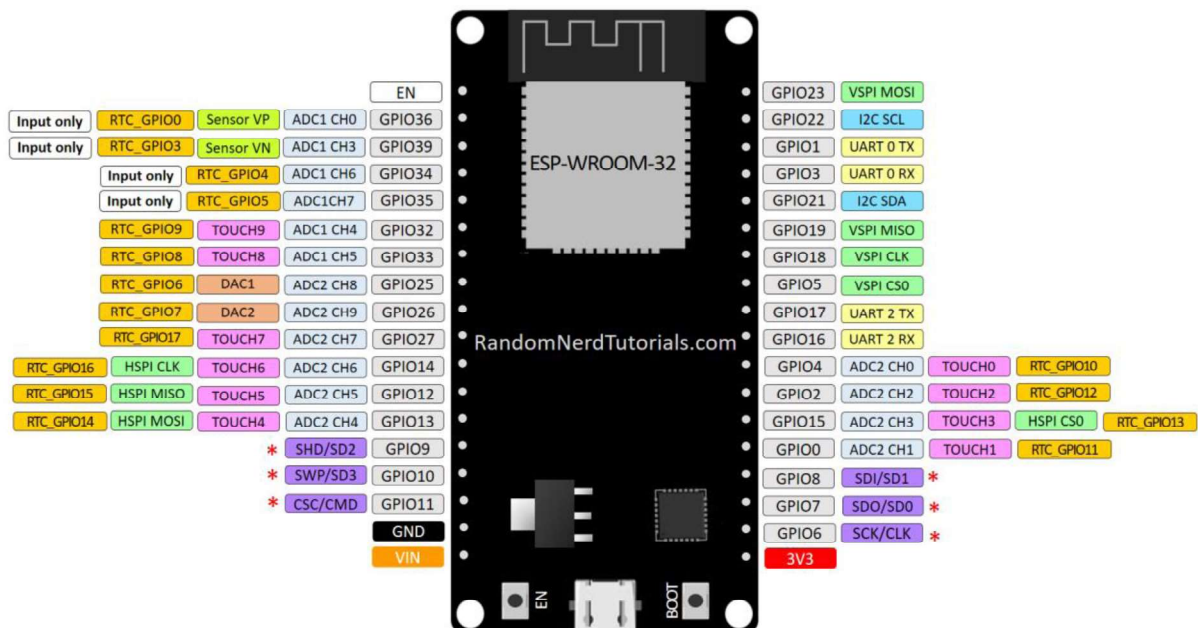 EN GPIO23 VSPI MOSI
Input only RTC_GPIO0 Sensor VP ADC1 CH0 GPIO36 GPIO22 I2C SCL
Input only RTC_GPIO3 Sensor VN ADC1 CH3 GPIO39 ESP-WROOM-32 GPIO1 UART 0 TX
Input only RTC_GPIO4 ADC1 CH6 GPIO34 GPIO3 UART 0 RX
Input only RTC_GPIO5 ADC1CH7 GPIO35 GPIO21 I2C SDA
RTC_GPIO9 TOUCH9 ADC1 CH4 GPIO32 GPIO19 VSPI MISO
RTC_GPIO8 TOUCH8 ADC1 CH5 GPIO33 GPIO18 VSPI CLK
RTC_GPIO6 DAC1 ADC2 CH8 GPIO25 GPIO5 VSPI CS0
RTC_GPIO7 DAC2 ADC2 CH9 GPIO26 GPIO17 UART 2 TX
RTC_GPIO17 TOUCH7 ADC2 CH7 GPIO27 RandomNerdTutorials.com GPIO16 UART 2 RX
RTC_GPIO16 HSPI CLK TOUCH6 ADC2 CH6 GPIO14 GPIO4 ADC2 CH0 TOUCH0 RTC_GPIO10
RTC_GPIO15 HSPI MISO TOUCH5 ADC2 CH5 GPIO12 GPIO2 ADC2 CH2 TOUCH2 RTC_GPIO12
RTC_GPIO14 HSPI MOSI TOUCH4 ADC2 CH4 GPIO13 GPIO15 ADC2 CH3 TOUCH3 HSPI CS0 RTC_GPIO13
* SHD/SD2 GPIO9 GPIO0 ADC2 CH1 TOUCH1 RTC_GPIO11
* SWP/SD3 GPIO10 GPIO8 SDI/SD1 *
* CSC/CMD GPIO11 GPIO7 SDO/SD0 *
GND GPIO6 SCK/CLK *
VIN 3V3
EN BOOT